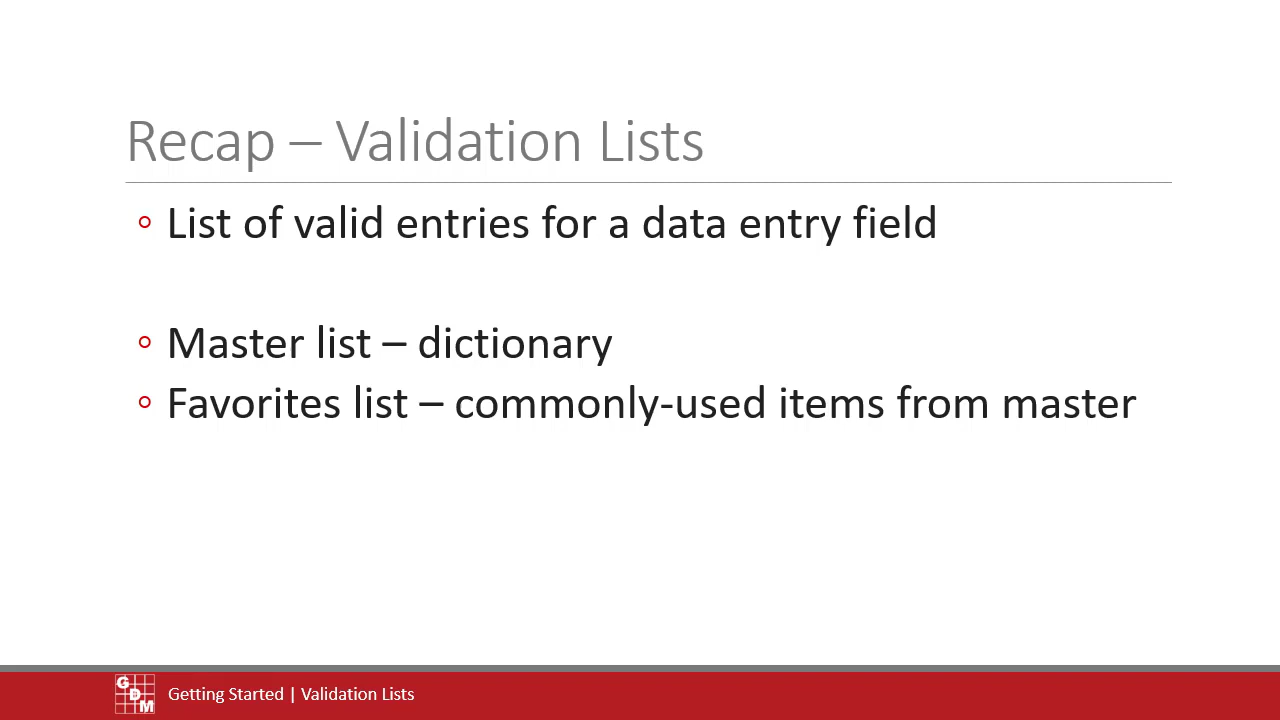 Recap – Validation Lists
◦ List of valid entries for a data entry field
◦ Master list – dictionary
◦ Favorites list – commonly-used items from master
GDM
Getting Started | Validation Lists